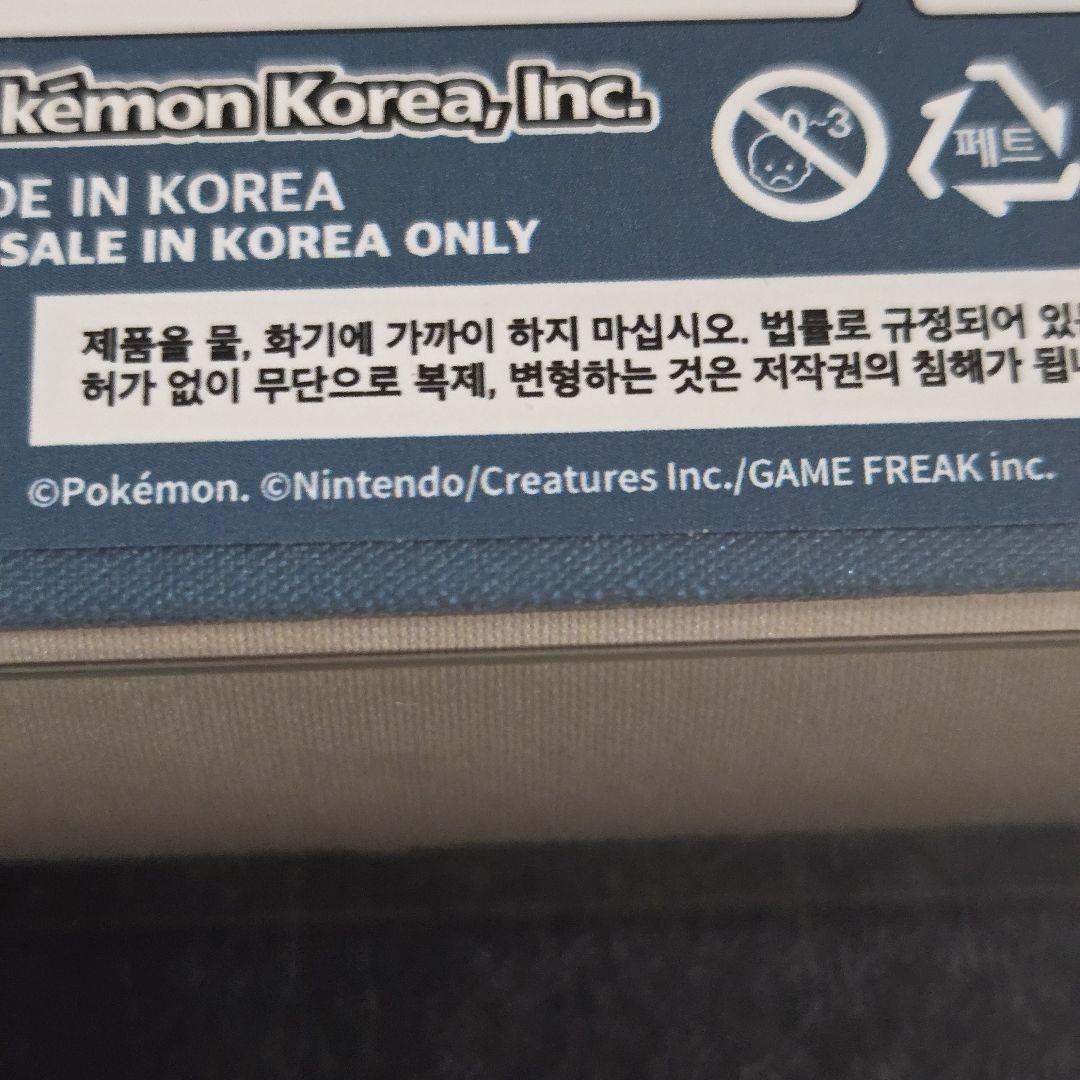 kémon Korea, Inc.
0~3
페트
DE IN KOREA
SALE IN KOREA ONLY
제품을 물, 화기에 가까이 하지 마십시오. 법률로 규정되어 있
허가 없이 무단으로 복제, 변형하는 것은 저작권의 침해가 됩니
©Pokémon. ©Nintendo/Creatures Inc./GAME FREAK inc.